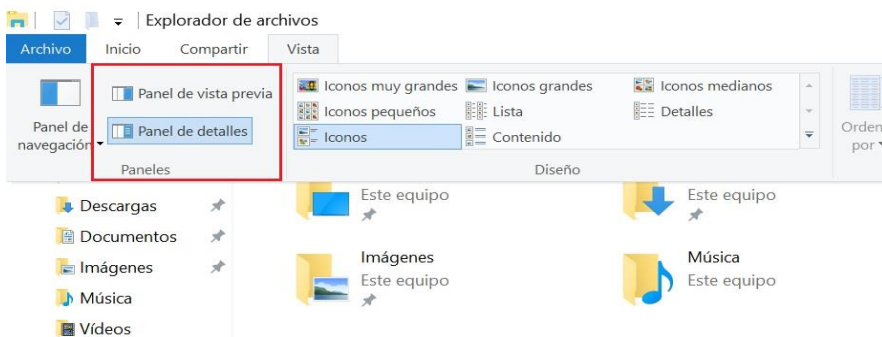 Explorador de archivos
Archivo Inicio Compartir Vista
Panel de navegación
Panel de vista previa
Panel de detalles
Paneles
Iconos muy grandes Iconos grandes Iconos medianos
Iconos pequeños Lista Detalles
Iconos Contenido
Diseño
por
Descargas
Documentos
Imágenes
Música
Vídeos
Este equipo
Este equipo
Imágenes
Este equipo
Música
Este equipo